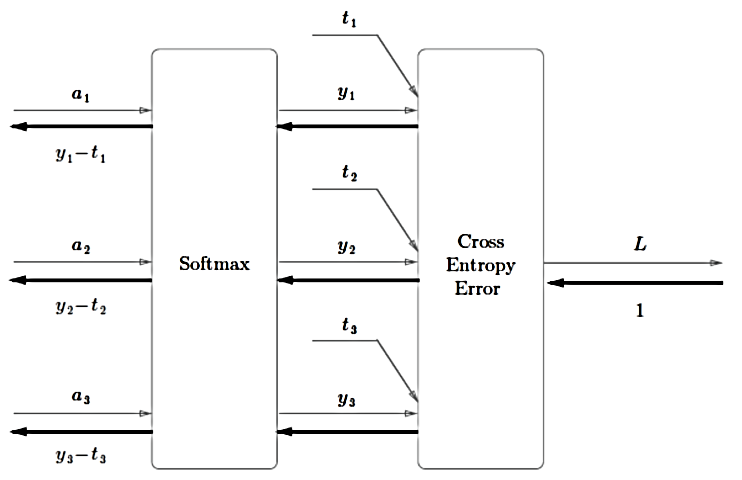 t₁
a₁
y₁
y₁−t₁
t₂
a₂
y₂
y₂−t₂
Softmax
Cross
Entropy
Error
L
1
t₃
a₃
y₃
y₃−t₃